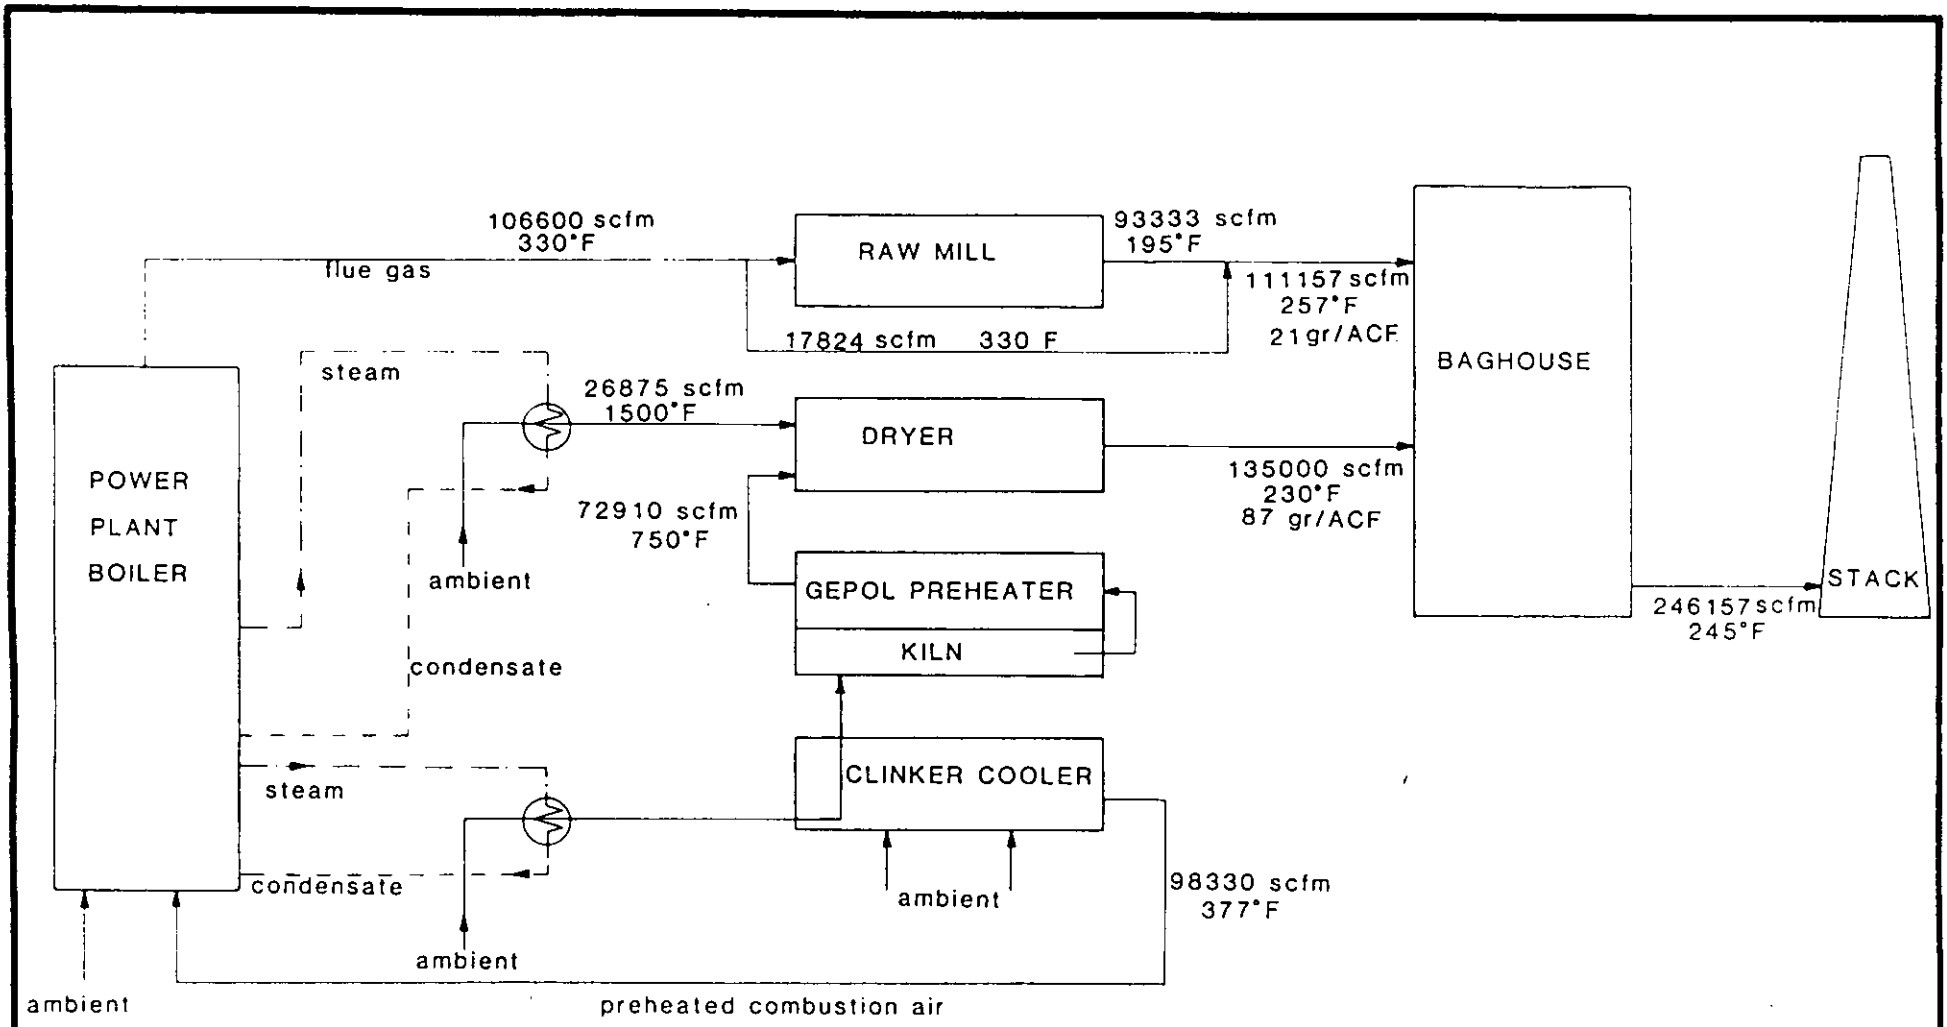 106600 scfm
330°F
flue gas
RAW MILL
93333 scfm
195°F
111157 scfm
257°F
21 gr/ACF
17824 scfm 330 F
BAGHOUSE
steam
26875 scfm
1500°F
DRYER
135000 scfm
230°F
87 gr/ACF
POWER
PLANT
BOILER
72910 scfm
750°F
ambient
GEPOL PREHEATER
KILN
STACK
246157 scfm
245°F
condensate
steam
CLINKER COOLER
condensate
ambient
ambient
98330 scfm
377°F
ambient
preheated combustion air